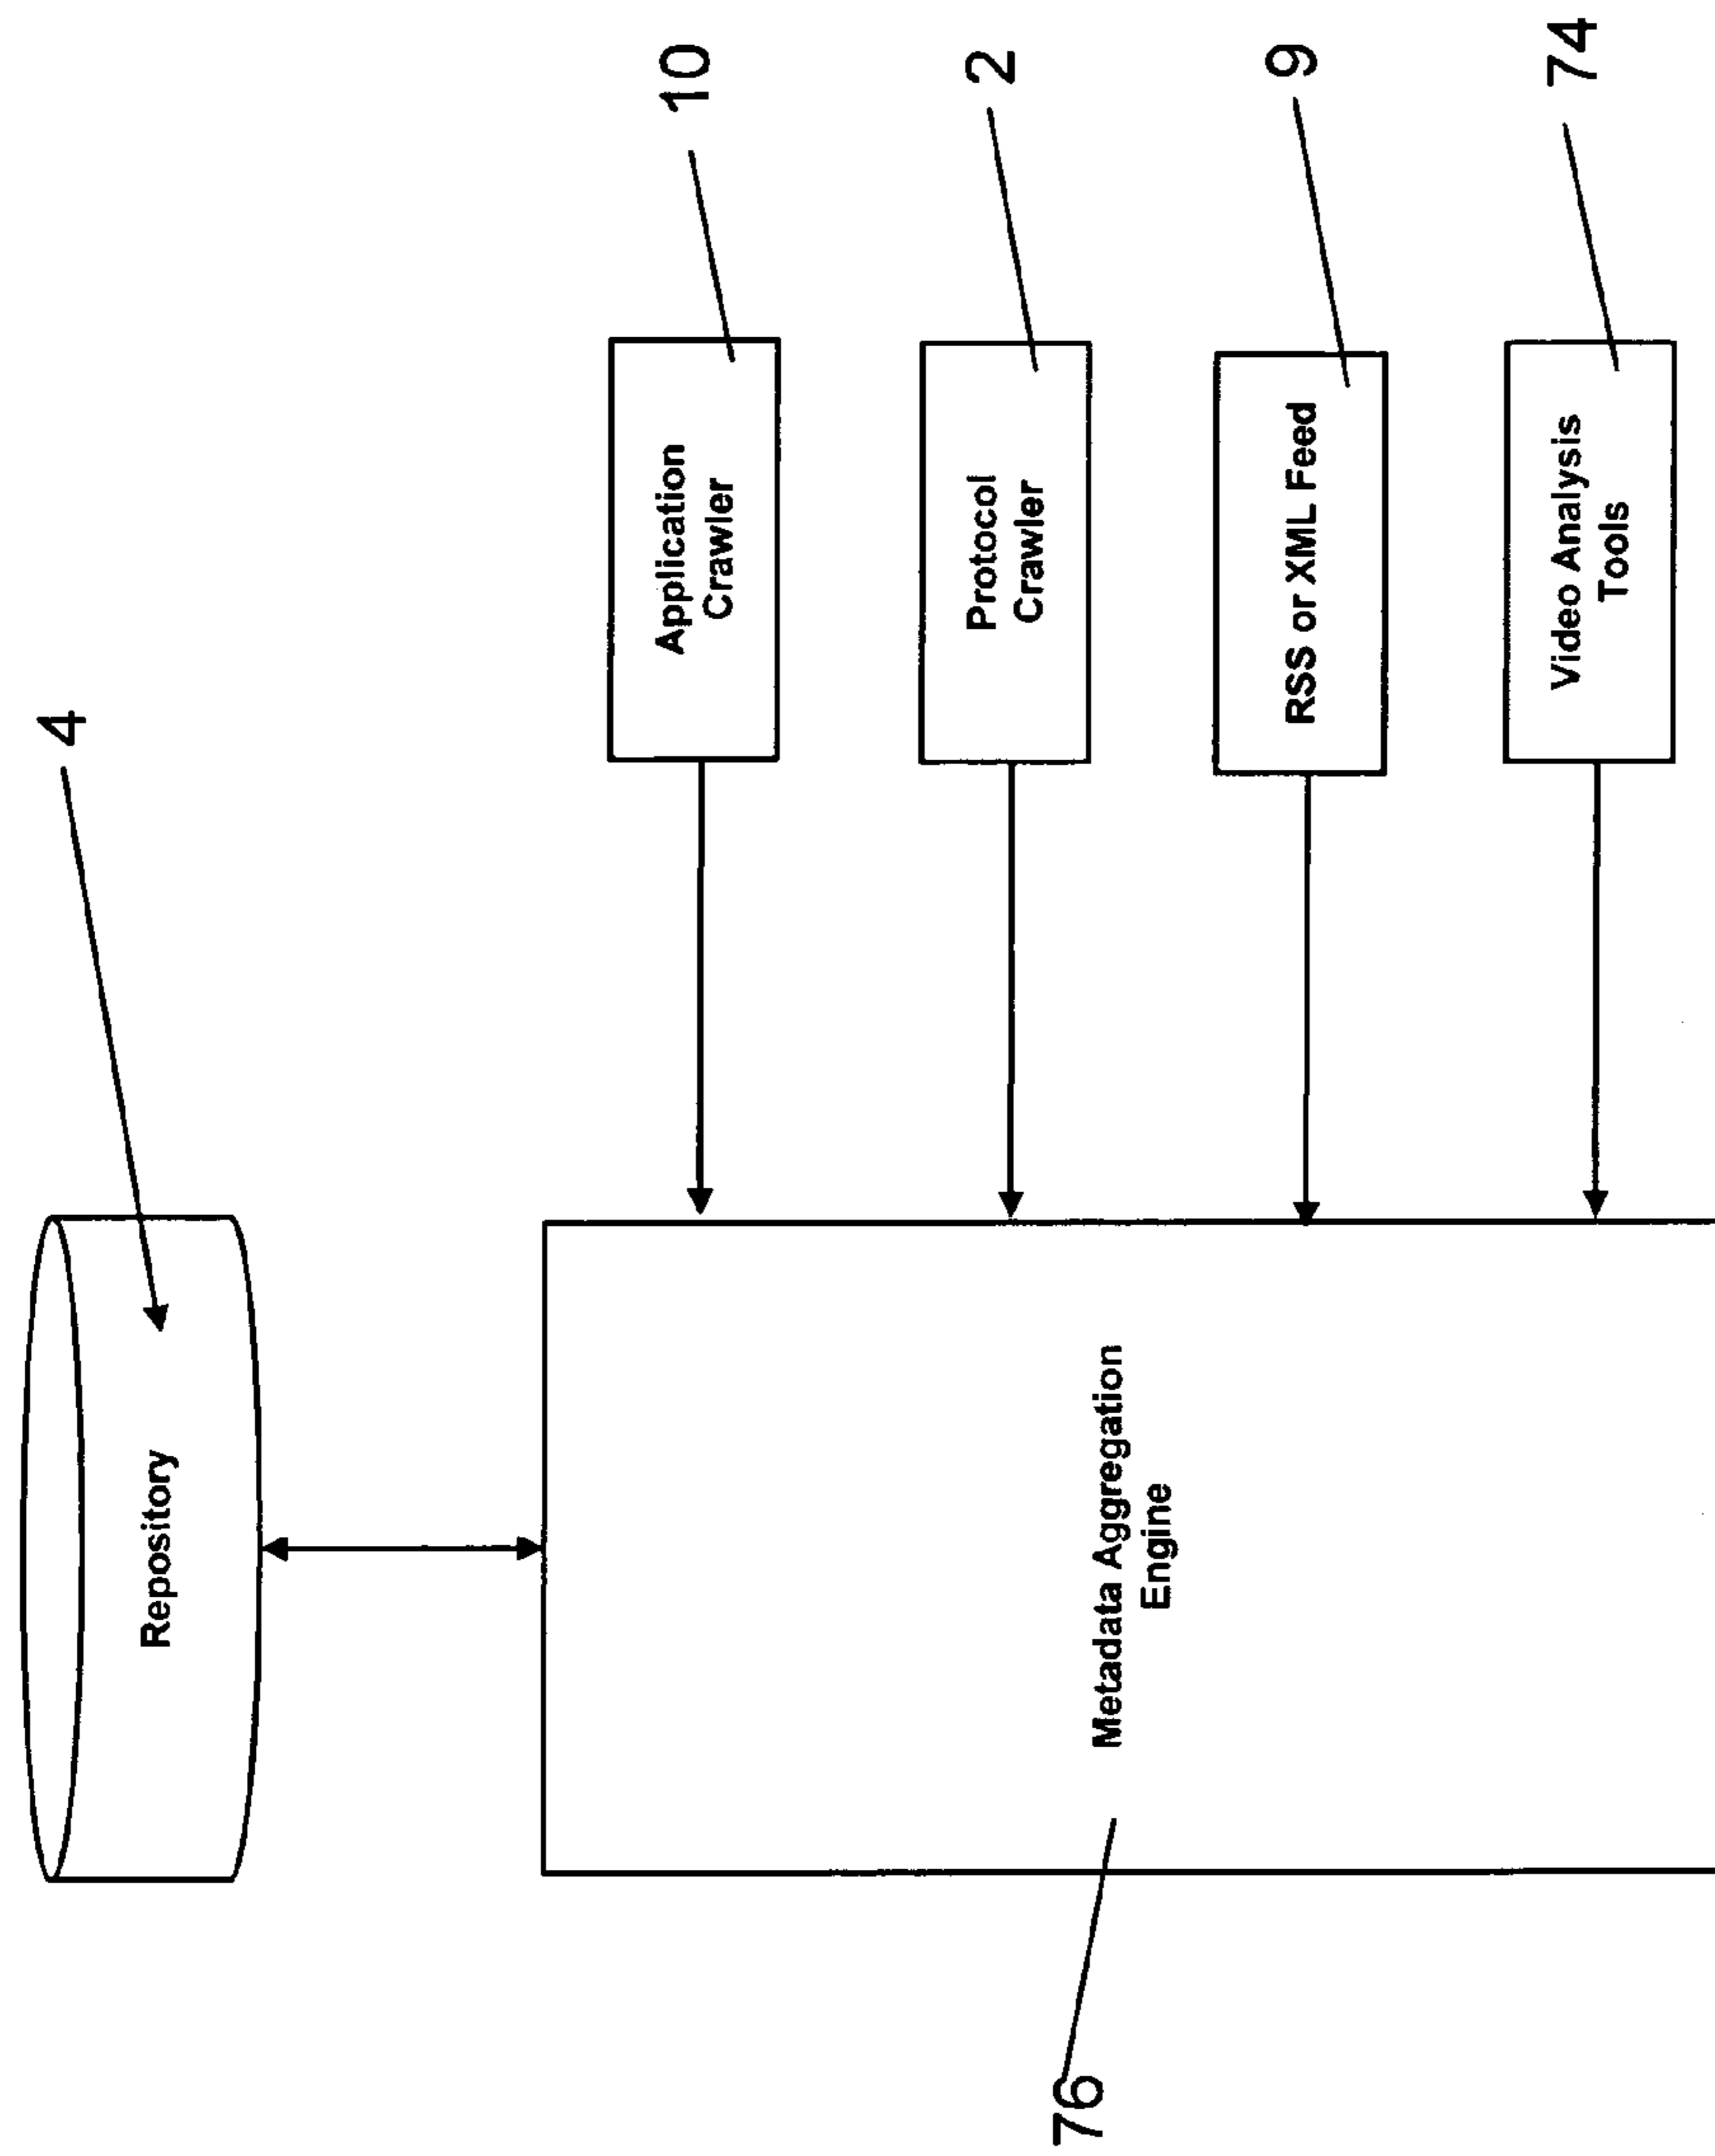 4
Repository
10
Application
Crawler
2
Protocol
Crawler
9
RSS or XML Feed
74
Video Analysis
Tools
Metadata Aggregation
Engine
76